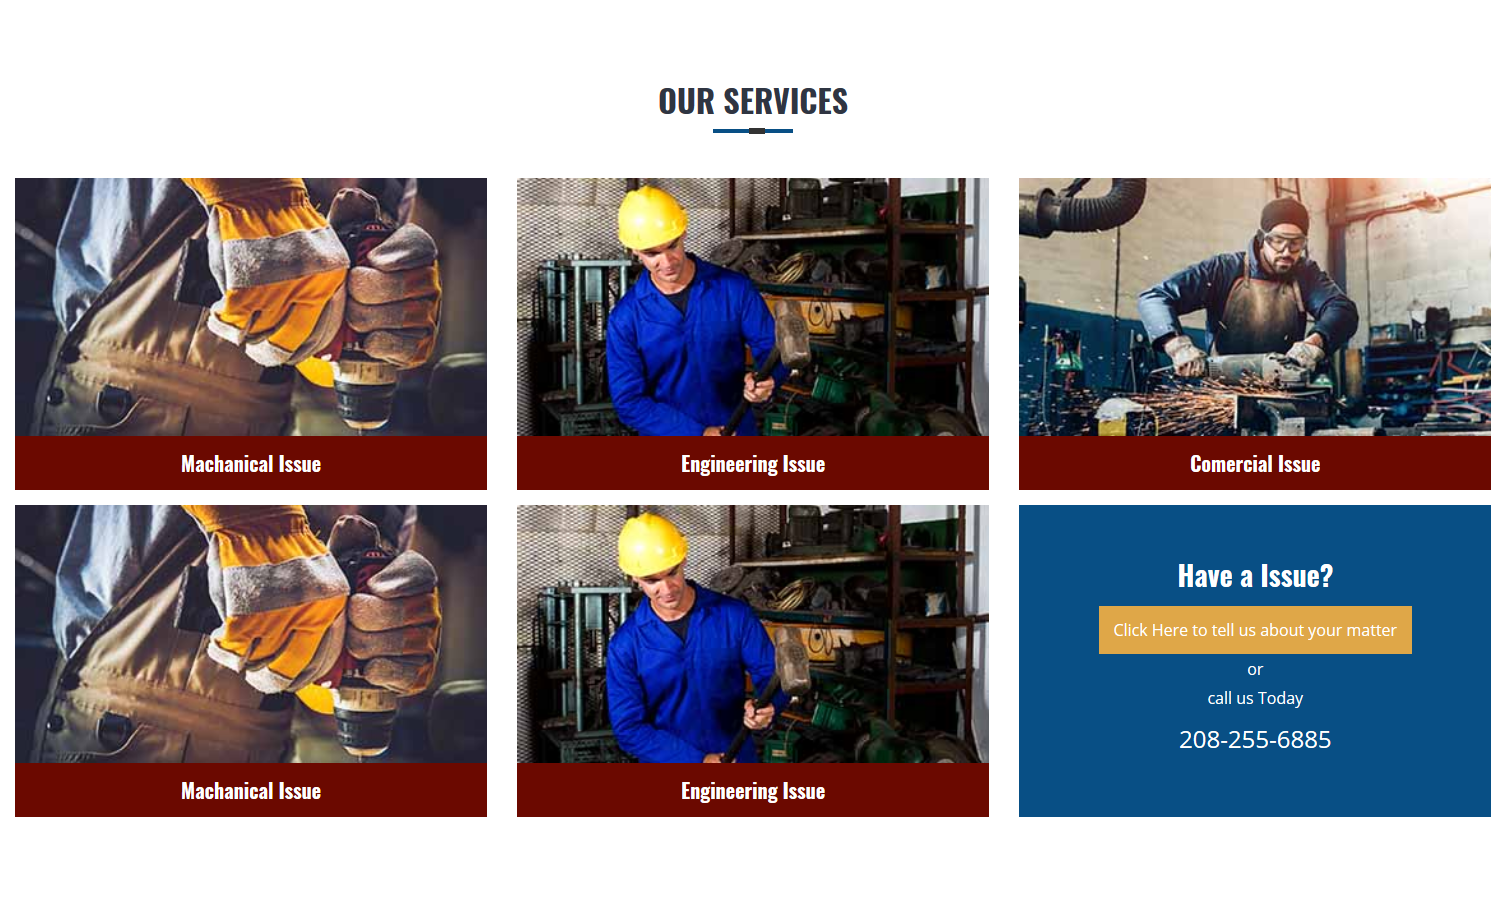 OUR SERVICES
Machanical Issue
Engineering Issue
Comercial Issue
Machanical Issue
Engineering Issue
Have a Issue?
Click Here to tell us about your matter
or
call us Today
208-255-6885